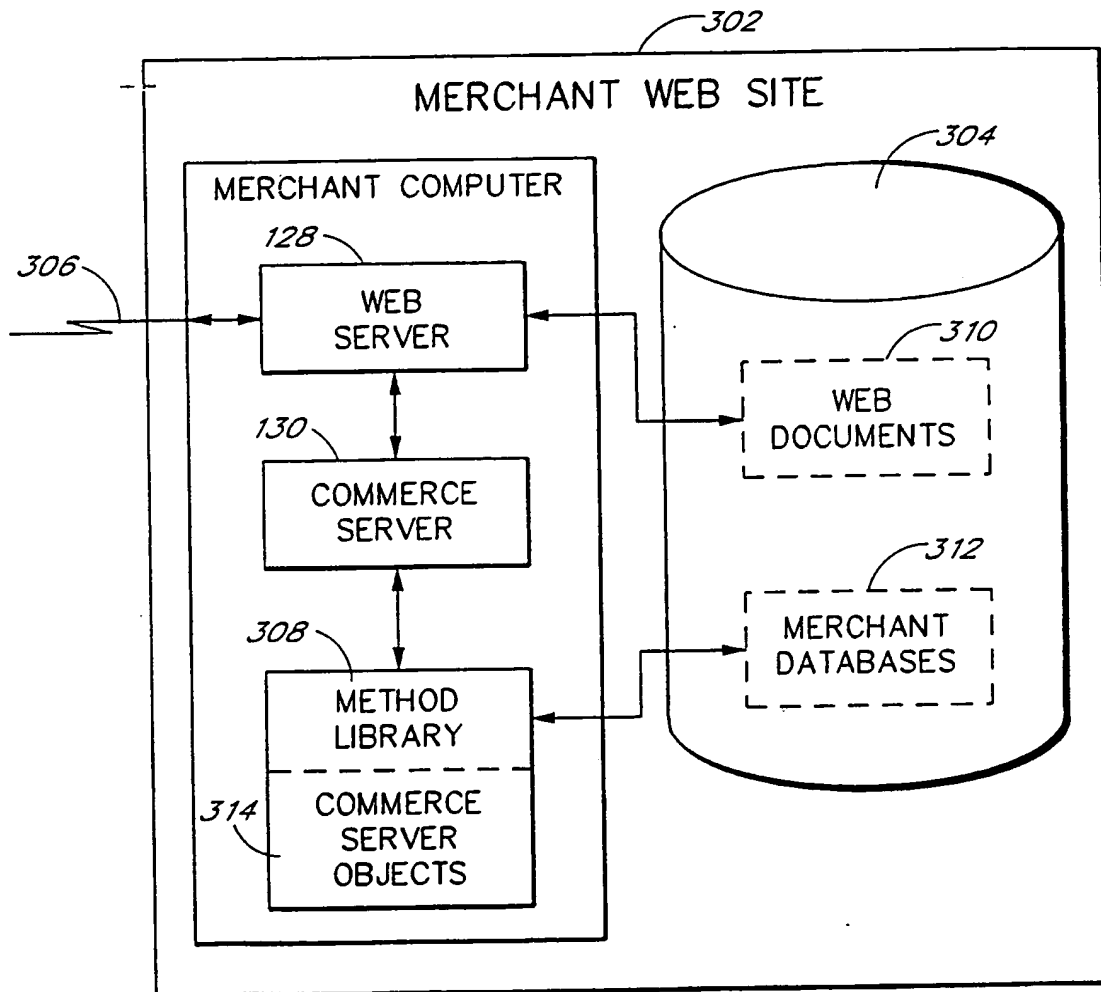 302
MERCHANT WEB SITE
304
MERCHANT COMPUTER
128
306
WEB
SERVER
310
WEB
DOCUMENTS
130
COMMERCE
SERVER
312
MERCHANT
DATABASES
308
METHOD
LIBRARY
314
COMMERCE
SERVER
OBJECTS